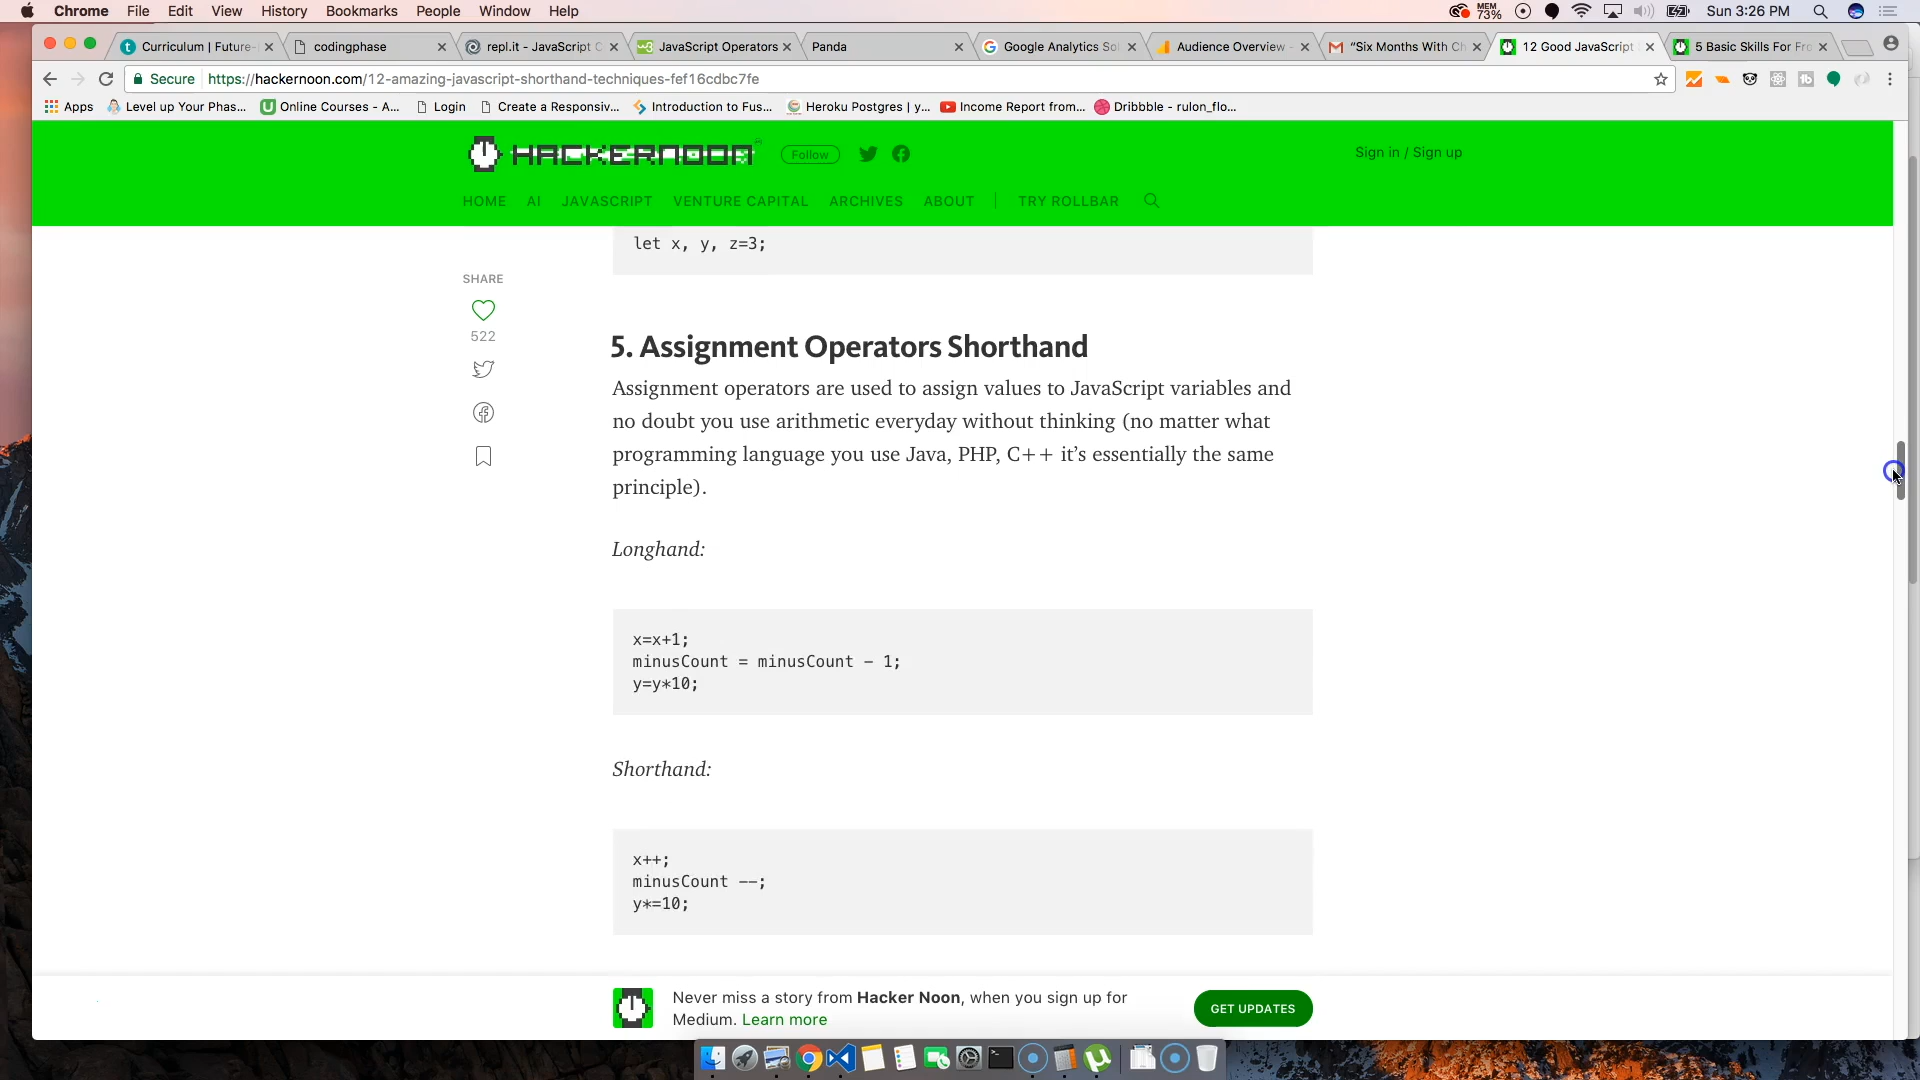 Chrome File Edit View History Bookmarks People Window Help MEM 73% Sun 3:26 PM
Curriculum | Future- codingphase repl.it - JavaScript C JavaScript Operators Panda Google Analytics Sol Audience Overview - "Six Months With Ch 12 Good JavaScript 5 Basic Skills For Fro
Secure https://hackernoon.com/12-amazing-javascript-shorthand-techniques-fef16cdbc7fe
Apps Level up Your Phas... Online Courses - A... Login Create a Responsiv... Introduction to Fus... Heroku Postgres | y... Income Report from... Dribbble - rulon_flo...
HACKERNOON Follow Sign in / Sign up
HOME AI JAVASCRIPT VENTURE CAPITAL ARCHIVES ABOUT TRY ROLLBAR
let x, y, z=3;
SHARE
522
5. Assignment Operators Shorthand
Assignment operators are used to assign values to JavaScript variables and
no doubt you use arithmetic everyday without thinking (no matter what
programming language you use Java, PHP, C++ it’s essentially the same
principle).
Longhand:
x=x+1;
minusCount = minusCount - 1;
y=y*10;
Shorthand:
x++;
minusCount --;
y*=10;
Never miss a story from Hacker Noon, when you sign up for
Medium. Learn more
GET UPDATES